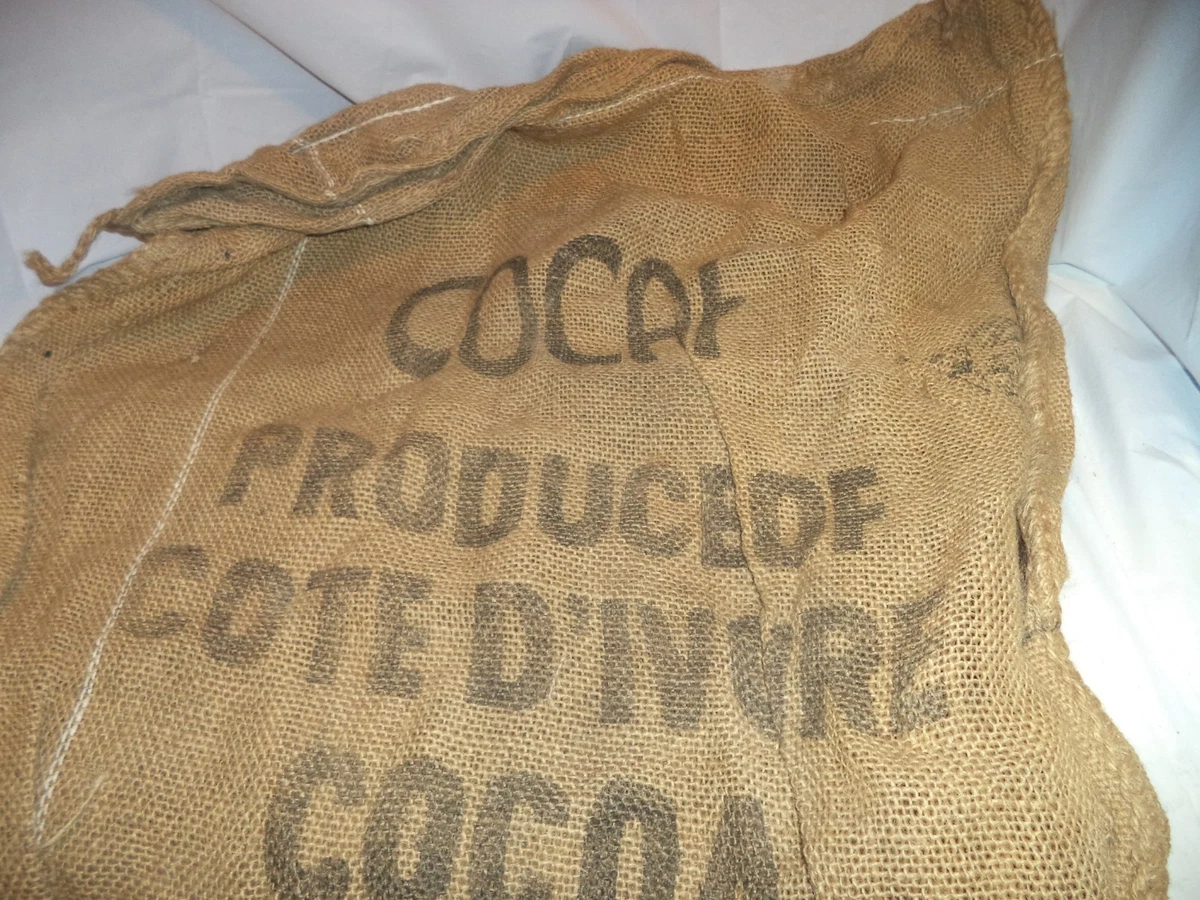 COCAF
PRODUCE OF
COTE D'IVOIRE
COCOA